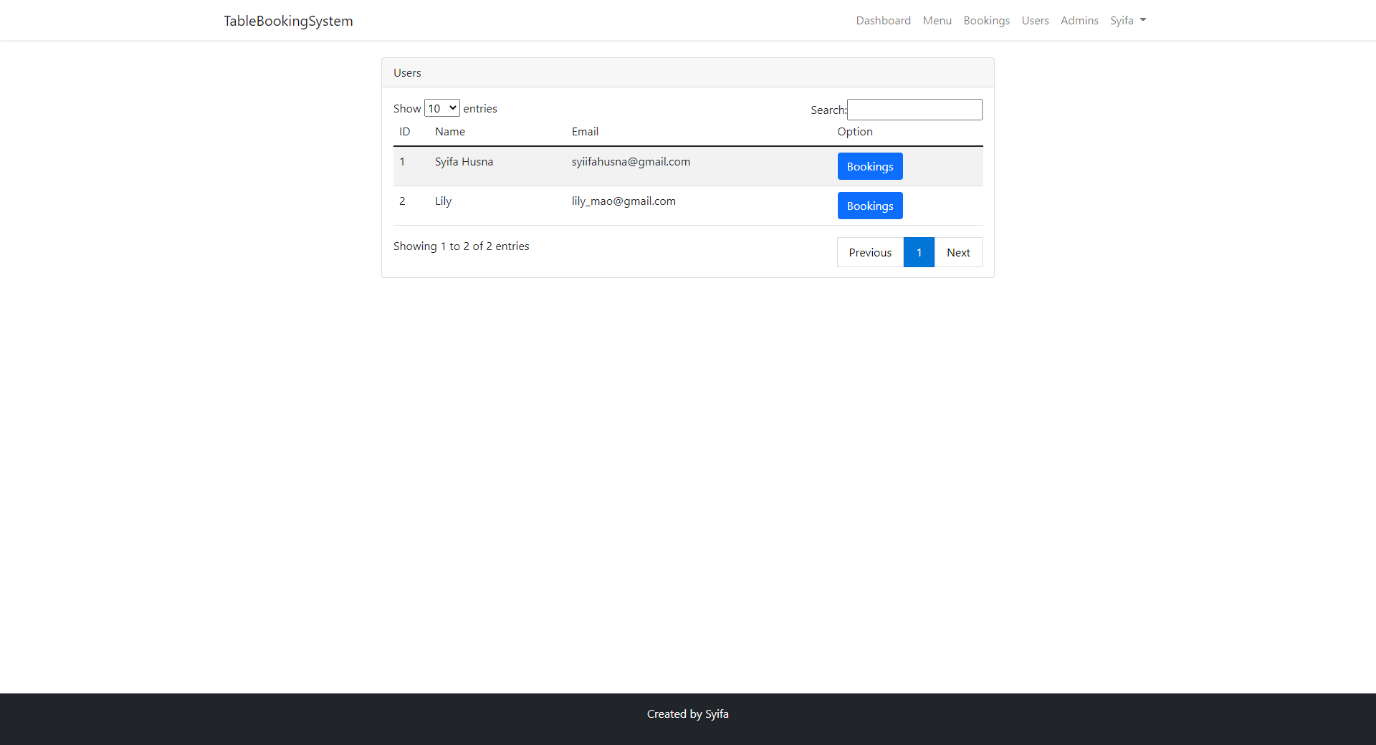 TableBookingSystem Dashboard Menu Bookings Users Admins Syifa
Users
Show 10 entries Search:
ID Name Email Option
1 Syifa Husna syiifahusna@gmail.com Bookings
2 Lily lily_mao@gmail.com Bookings
Showing 1 to 2 of 2 entries Previous 1 Next
Created by Syifa